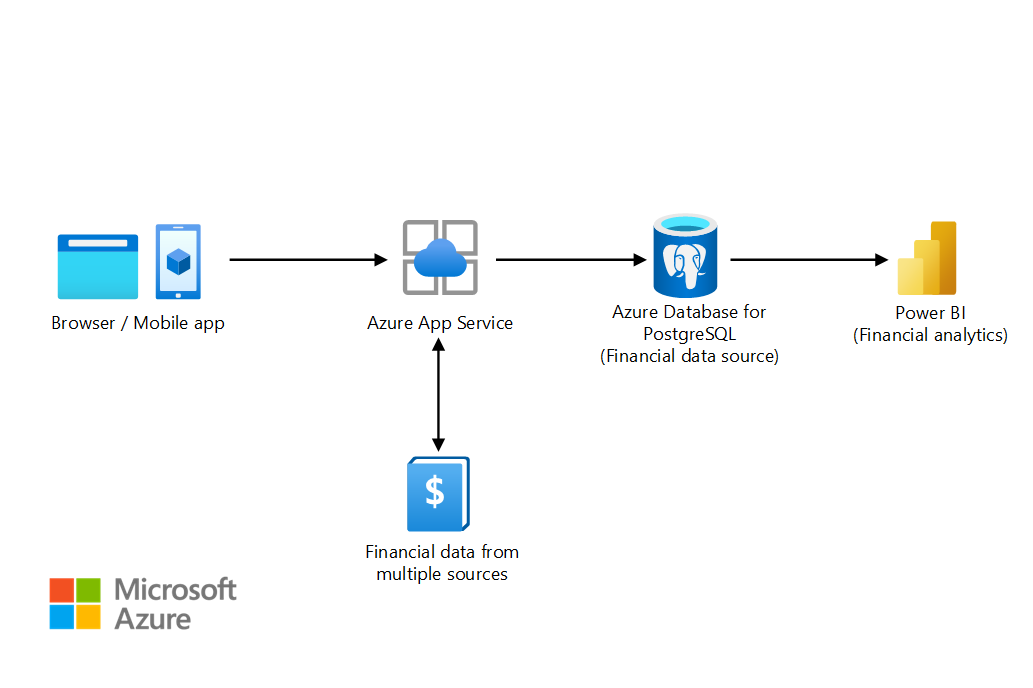 Browser / Mobile app
Azure App Service
Azure Database for
PostgreSQL
(Financial data source)
Power BI
(Financial analytics)
$
Financial data from
multiple sources
Microsoft
Azure